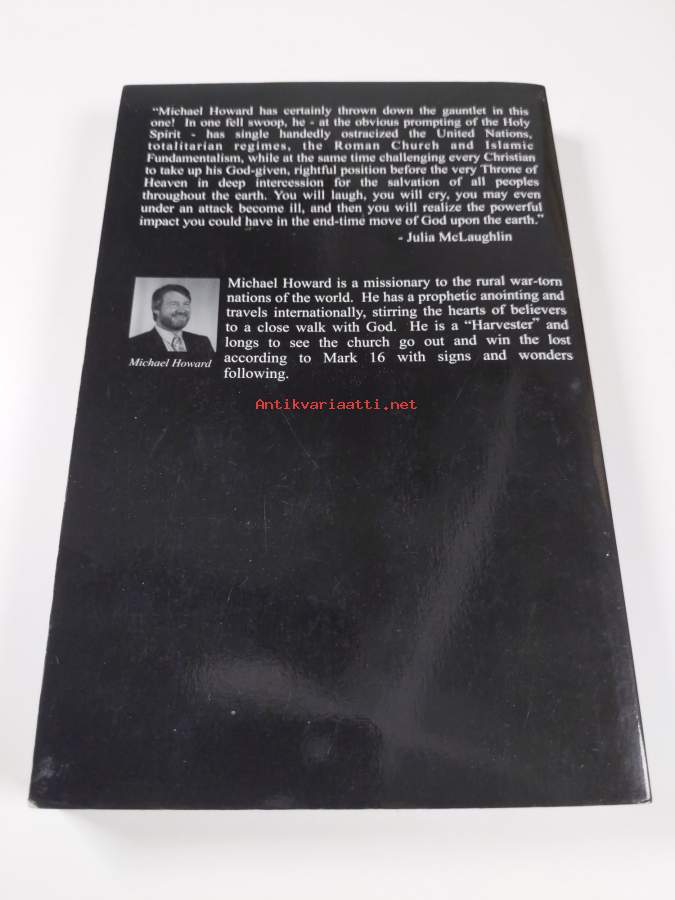 “Michael Howard has certainly thrown down the gauntlet in this
one! In one fell swoop, he - at the obvious prompting of the Holy
Spirit - has single handedly ostracized the United Nations,
totalitarian regimes, the Roman Church and Islamic
Fundamentalism, while at the same time challenging every Christian
to take up his God-given, rightful position before the very Throne of
Heaven in deep intercession for the salvation of all peoples
throughout the earth. You will laugh, you will cry, you may even
under an attack become ill, and then you will realize the powerful
impact you could have in the end-time move of God upon the earth.”
- Julia McLaughlin
Michael Howard is a missionary to the rural war-torn
nations of the world. He has a prophetic anointing and
travels internationally, stirring the hearts of believers
to a close walk with God. He is a “Harvester” and
longs to see the church go out and win the lost
according to Mark 16 with signs and wonders
following.
Michael Howard
Antikvariaatti.net